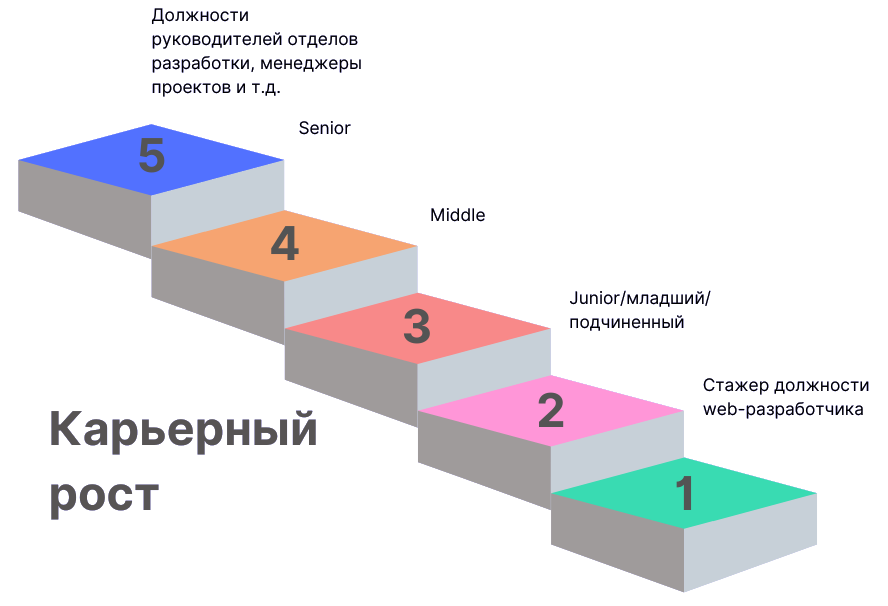 Должности
руководителей отделов
разработки, менеджеры
проектов и т.д.
5
Senior
4
Middle
3
Junior/младший/
подчиненный
2
Стажер должности
web-разработчика
1
Карьерный
рост